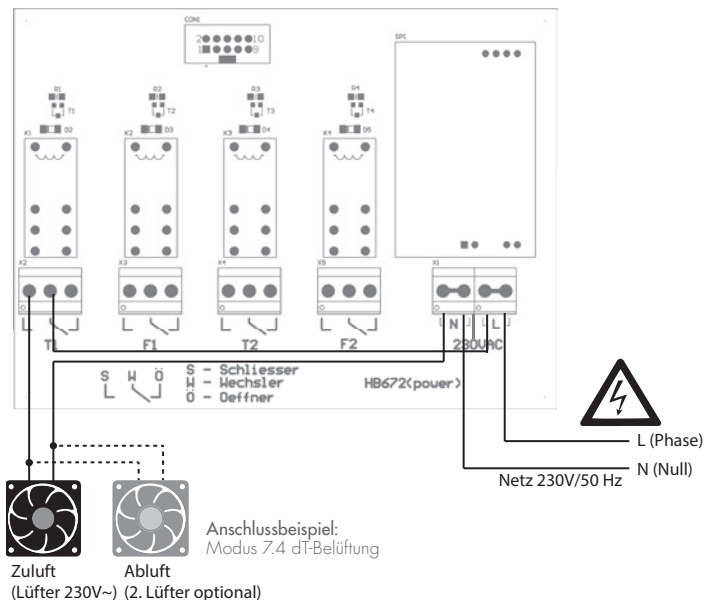 CON1
2 10
1 9
SP1
R1 R2 R3 R4
T1 T2 T3 T4
D2 D3 D4 D5
K1 K2 K3 K4
X2 X3 X4 X5 X1
N L
T1 F1 T2 F2 230VAC
S W Ö
S - Schliesser
W - Wechsler
Ö - Oeffner
HB672(power)
L (Phase)
N (Null)
Netz 230V/50 Hz
Anschlussbeispiel:
Modus 7.4 dT-Belüftung
Zuluft
(Lüfter 230V~)
Abluft
(2. Lüfter optional)